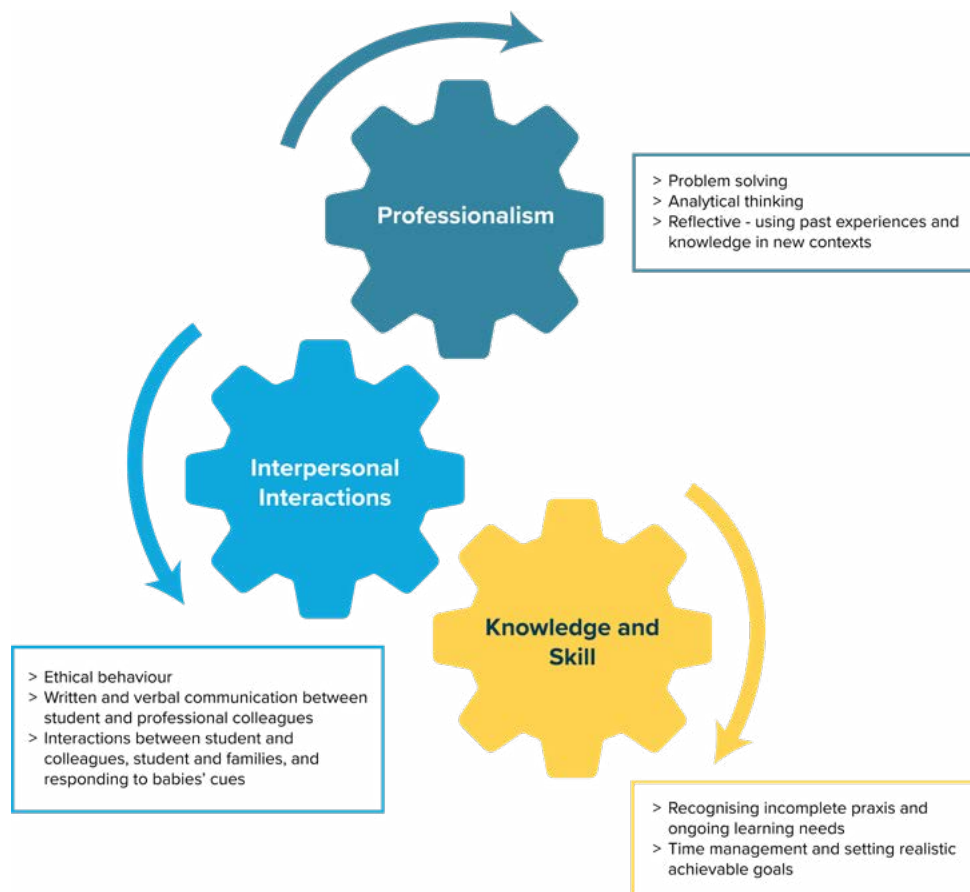 Professionalism
> Problem solving
> Analytical thinking
> Reflective - using past experiences and
knowledge in new contexts
Interpersonal
Interactions
> Ethical behaviour
> Written and verbal communication between
student and professional colleagues
> Interactions between student and
colleagues, student and families, and
responding to babies' cues
Knowledge and
Skill
> Recognising incomplete praxis and
ongoing learning needs
> Time management and setting realistic
achievable goals